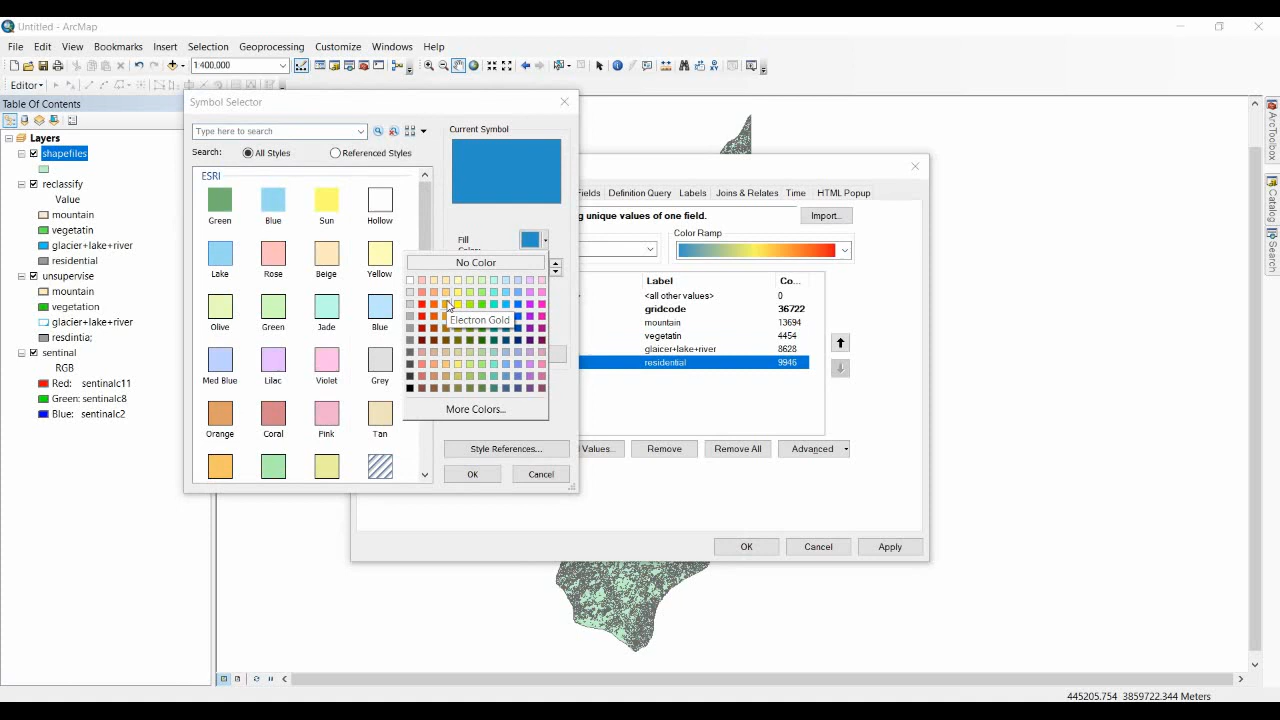 Untitled - ArcMap
File Edit View Bookmarks Insert Selection Geoprocessing Customize Windows Help
1:400,000
Editor
Table Of Contents
Layers
shapefiles
reclassify
Value
mountain
vegetatin
glacier+lake+river
residential
unsupervise
mountain
vegetation
glacier+lake+river
resdintia;
sentinal
RGB
Red: sentinalc11
Green: sentinalc8
Blue: sentinalc2
Symbol Selector
Type here to search
Search: All Styles Referenced Styles
ESRI
Green Blue Sun Hollow
Lake Rose Beige Yellow
Olive Green Jade Blue
Med Blue Lilac Violet Grey
Orange Coral Pink Tan
Current Symbol
Fill
No Color
Electron Gold
More Colors...
Style References...
OK Cancel
Fields Definition Query Labels Joins & Relates Time HTML Popup
g unique values of one field.
Import...
Color Ramp
Label Co...
<all other values> 0
gridcode 36722
mountain 13694
vegetatin 4454
glaicer+lake+river 8628
residential 9946
Values... Remove Remove All Advanced
OK Cancel Apply
ArcToolbox
Catalog
Search
445205.754 3859722.344 Meters